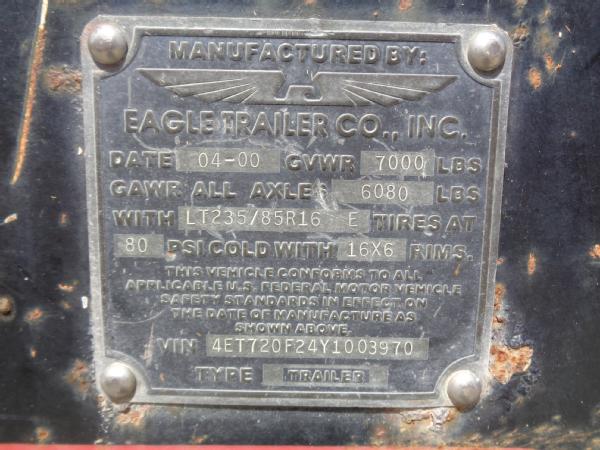 MANUFACTURED BY:
EAGLE TRAILER CO., INC.
DATE 04-00 GVWR 7000 LBS
GAWR ALL AXLES 6080 LBS
WITH LT235/85R16 E TIRES AT
80 PSI COLD WITH 16X6 RIMS.
THIS VEHICLE CONFORMS TO ALL
APPLICABLE U.S. FEDERAL MOTOR VEHICLE
SAFETY STANDARDS IN EFFECT ON
THE DATE OF MANUFACTURE AS
SHOWN ABOVE.
VIN 4ET720F24Y1003970
TYPE TRAILER